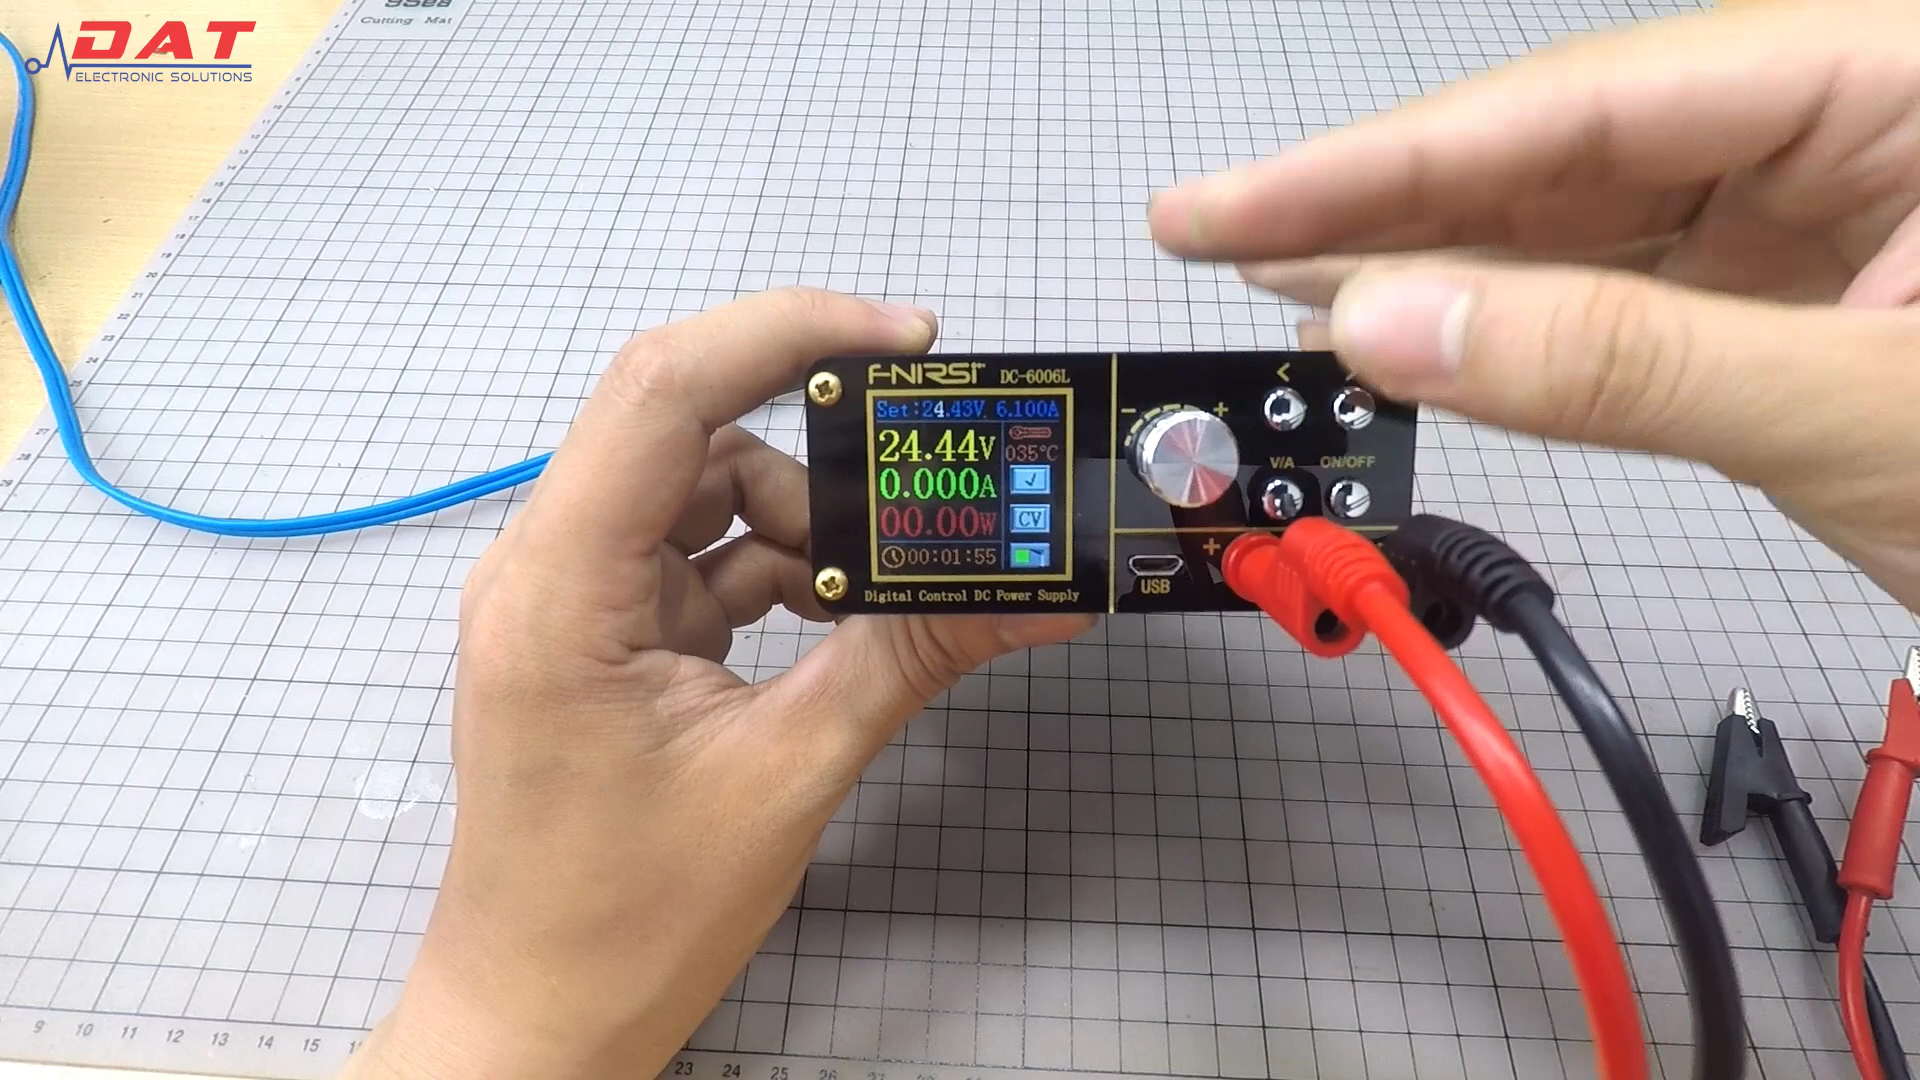 DAT
ELECTRONIC SOLUTIONS
Cutting Mat
FNIRSI DC-6006L
Set:24.43V 6.100A
24.44V
035℃
0.000A
00.00W
CV
00:01:55
Digital Control DC Power Supply
- +
<
V/A ON/OFF
+
USB
9 10 11 12 13 14 15
23 24 25 26